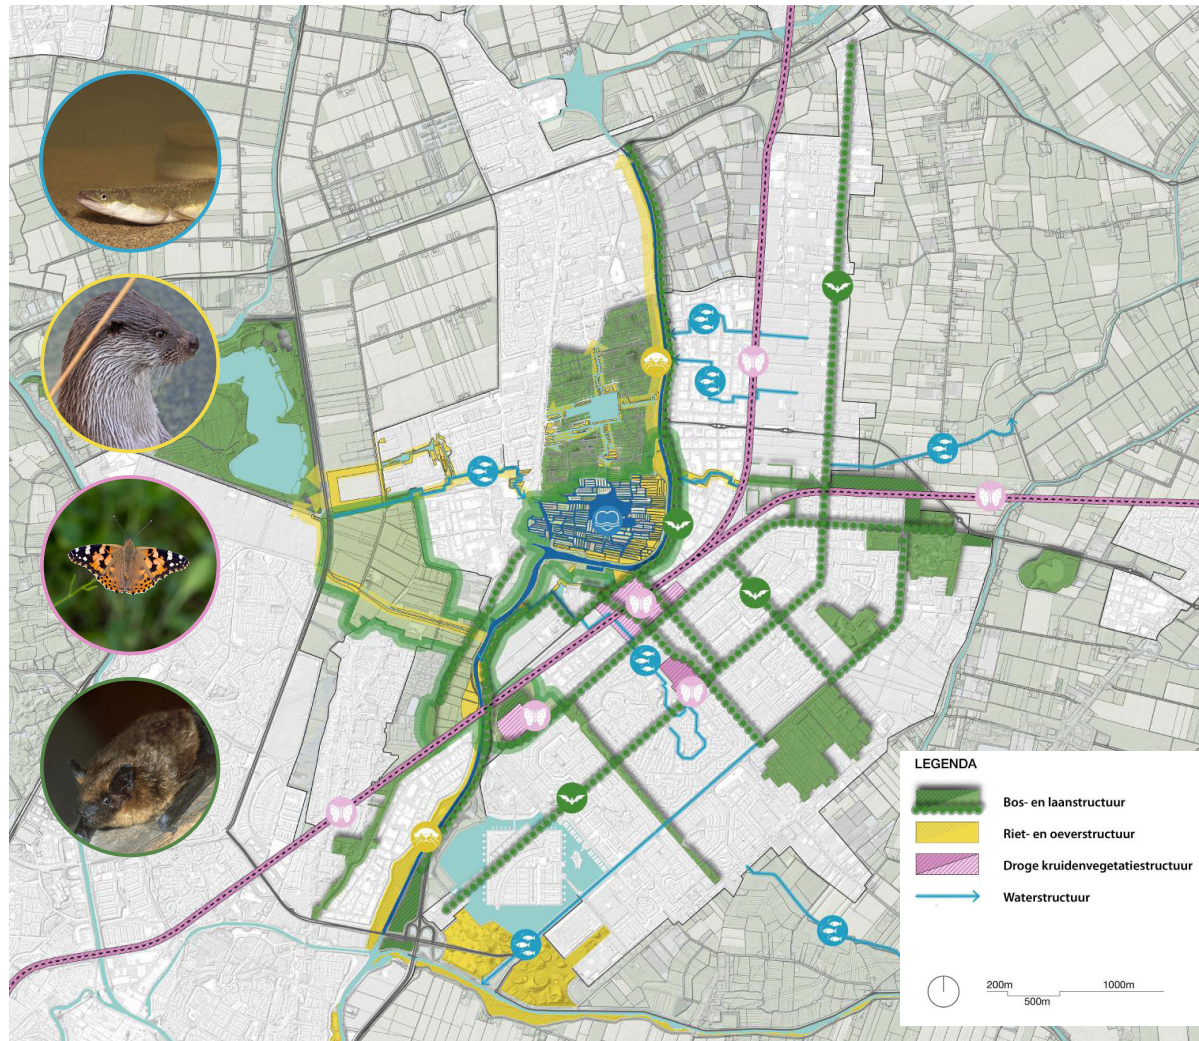 LEGENDA
Bos- en laanstructuur
Riet- en oeverstructuur
Droge kruidenvegetatiestructuur
Waterstructuur
200m
1000m
500m